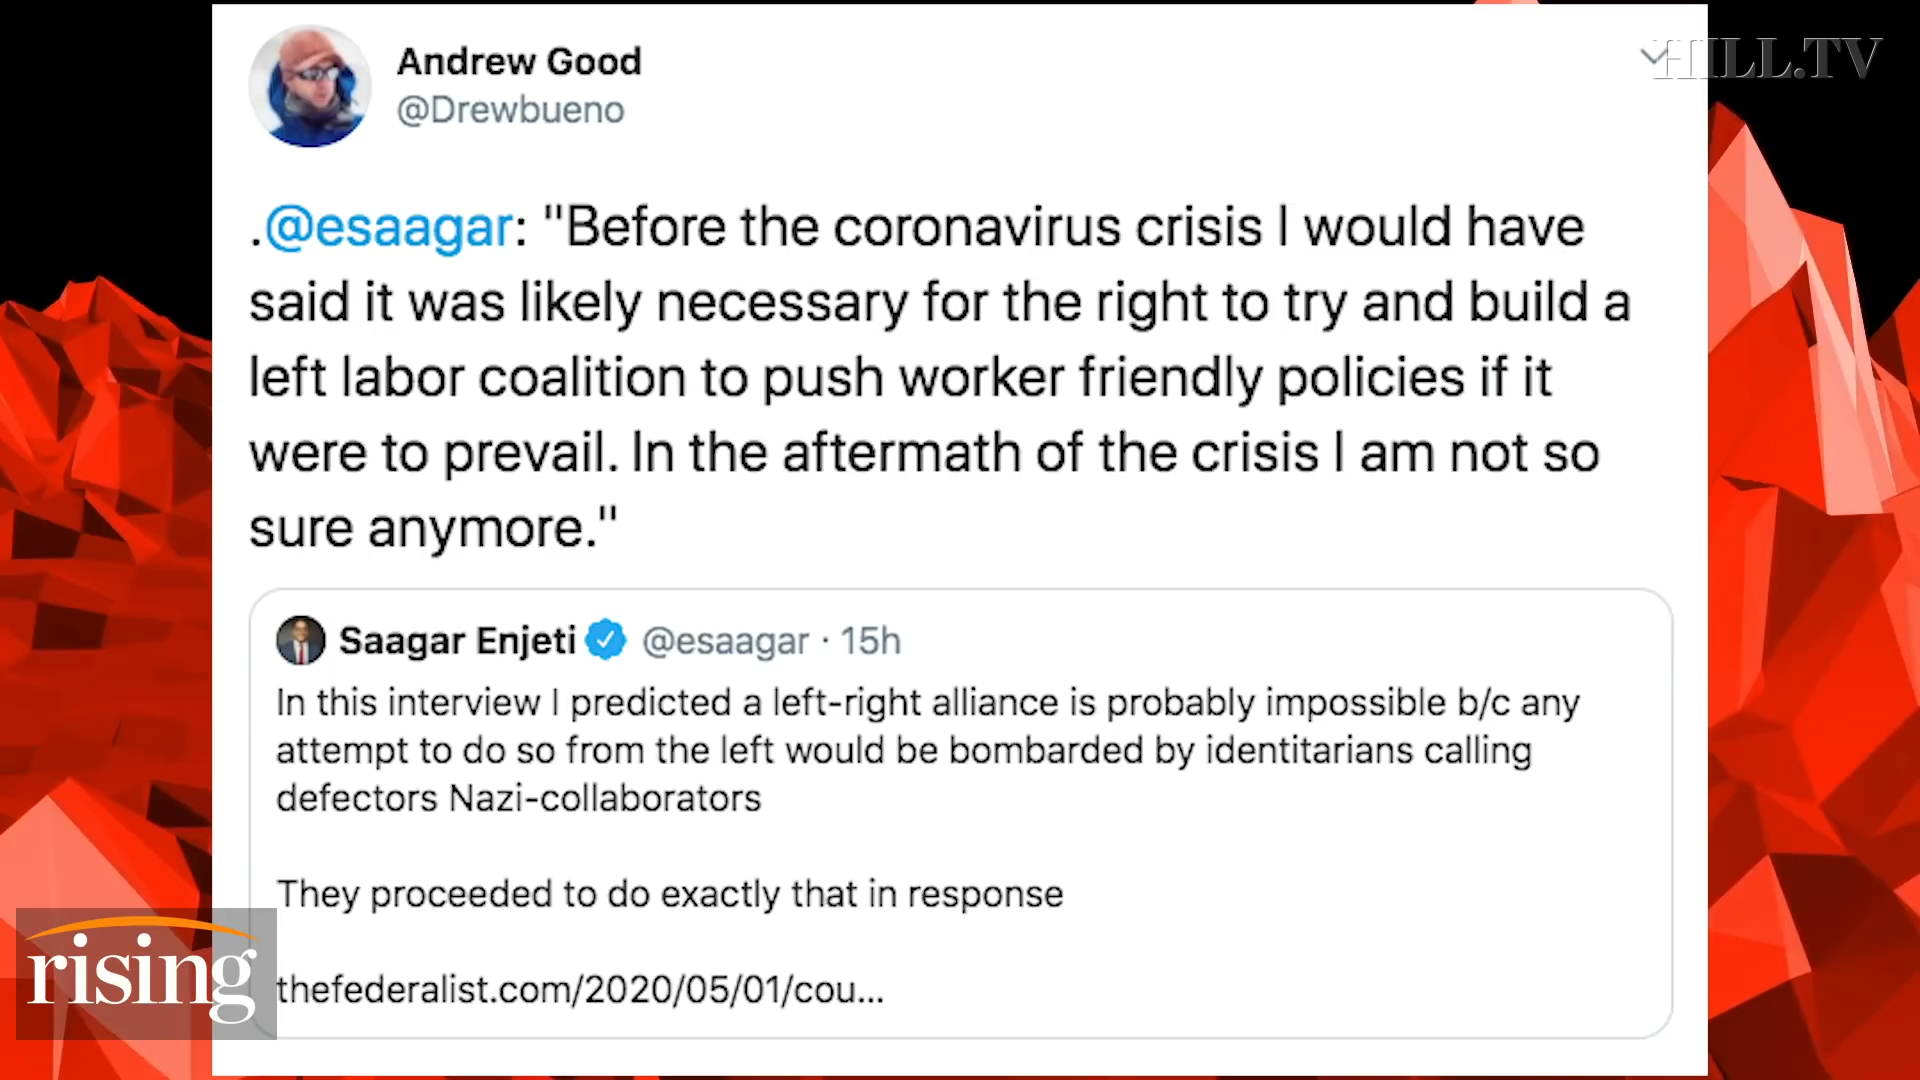 HILL.TV
Andrew Good
@Drewbueno
.@esaagar: "Before the coronavirus crisis I would have
said it was likely necessary for the right to try and build a
left labor coalition to push worker friendly policies if it
were to prevail. In the aftermath of the crisis I am not so
sure anymore."
Saagar Enjeti @esaagar · 15h
In this interview I predicted a left-right alliance is probably impossible b/c any
attempt to do so from the left would be bombarded by identitarians calling
defectors Nazi-collaborators
They proceeded to do exactly that in response
thefederalist.com/2020/05/01/cou...
rising